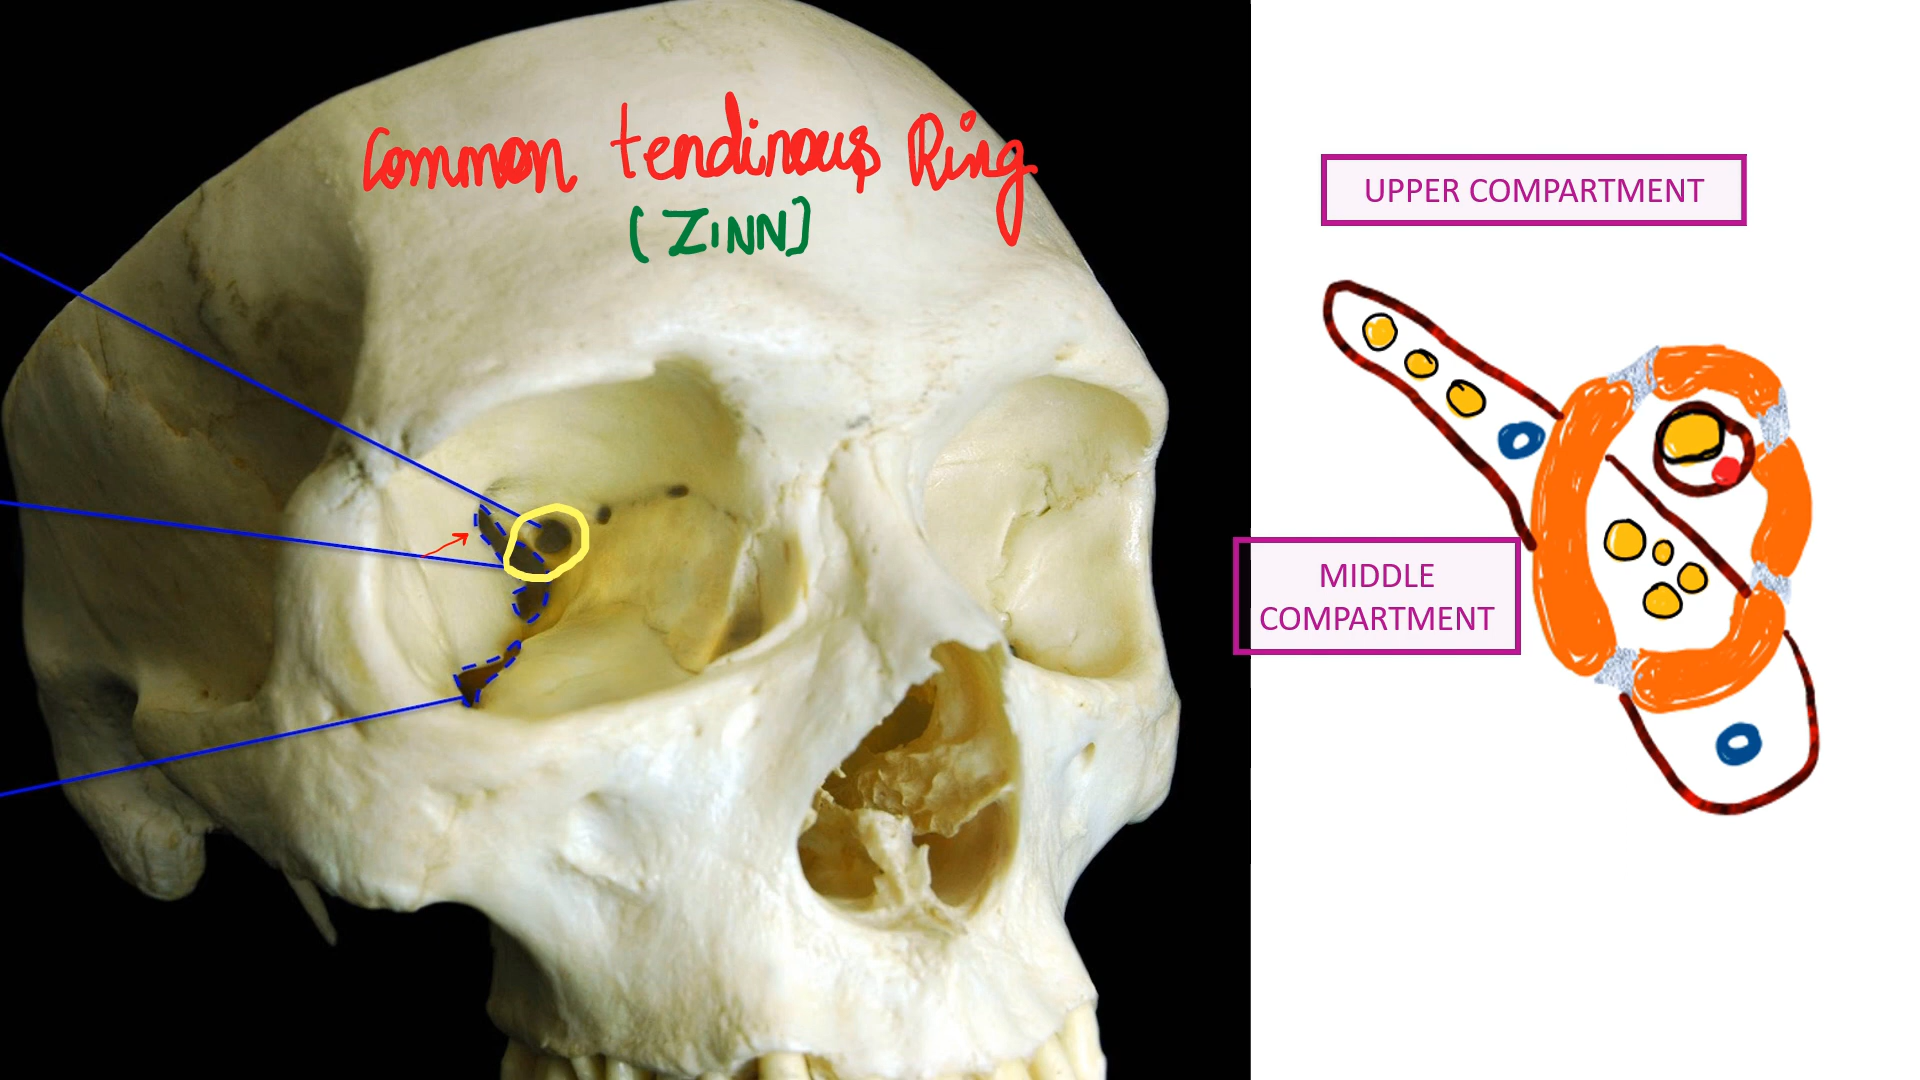 Common tendinous Ring
(ZINN)
UPPER COMPARTMENT
MIDDLE
COMPARTMENT